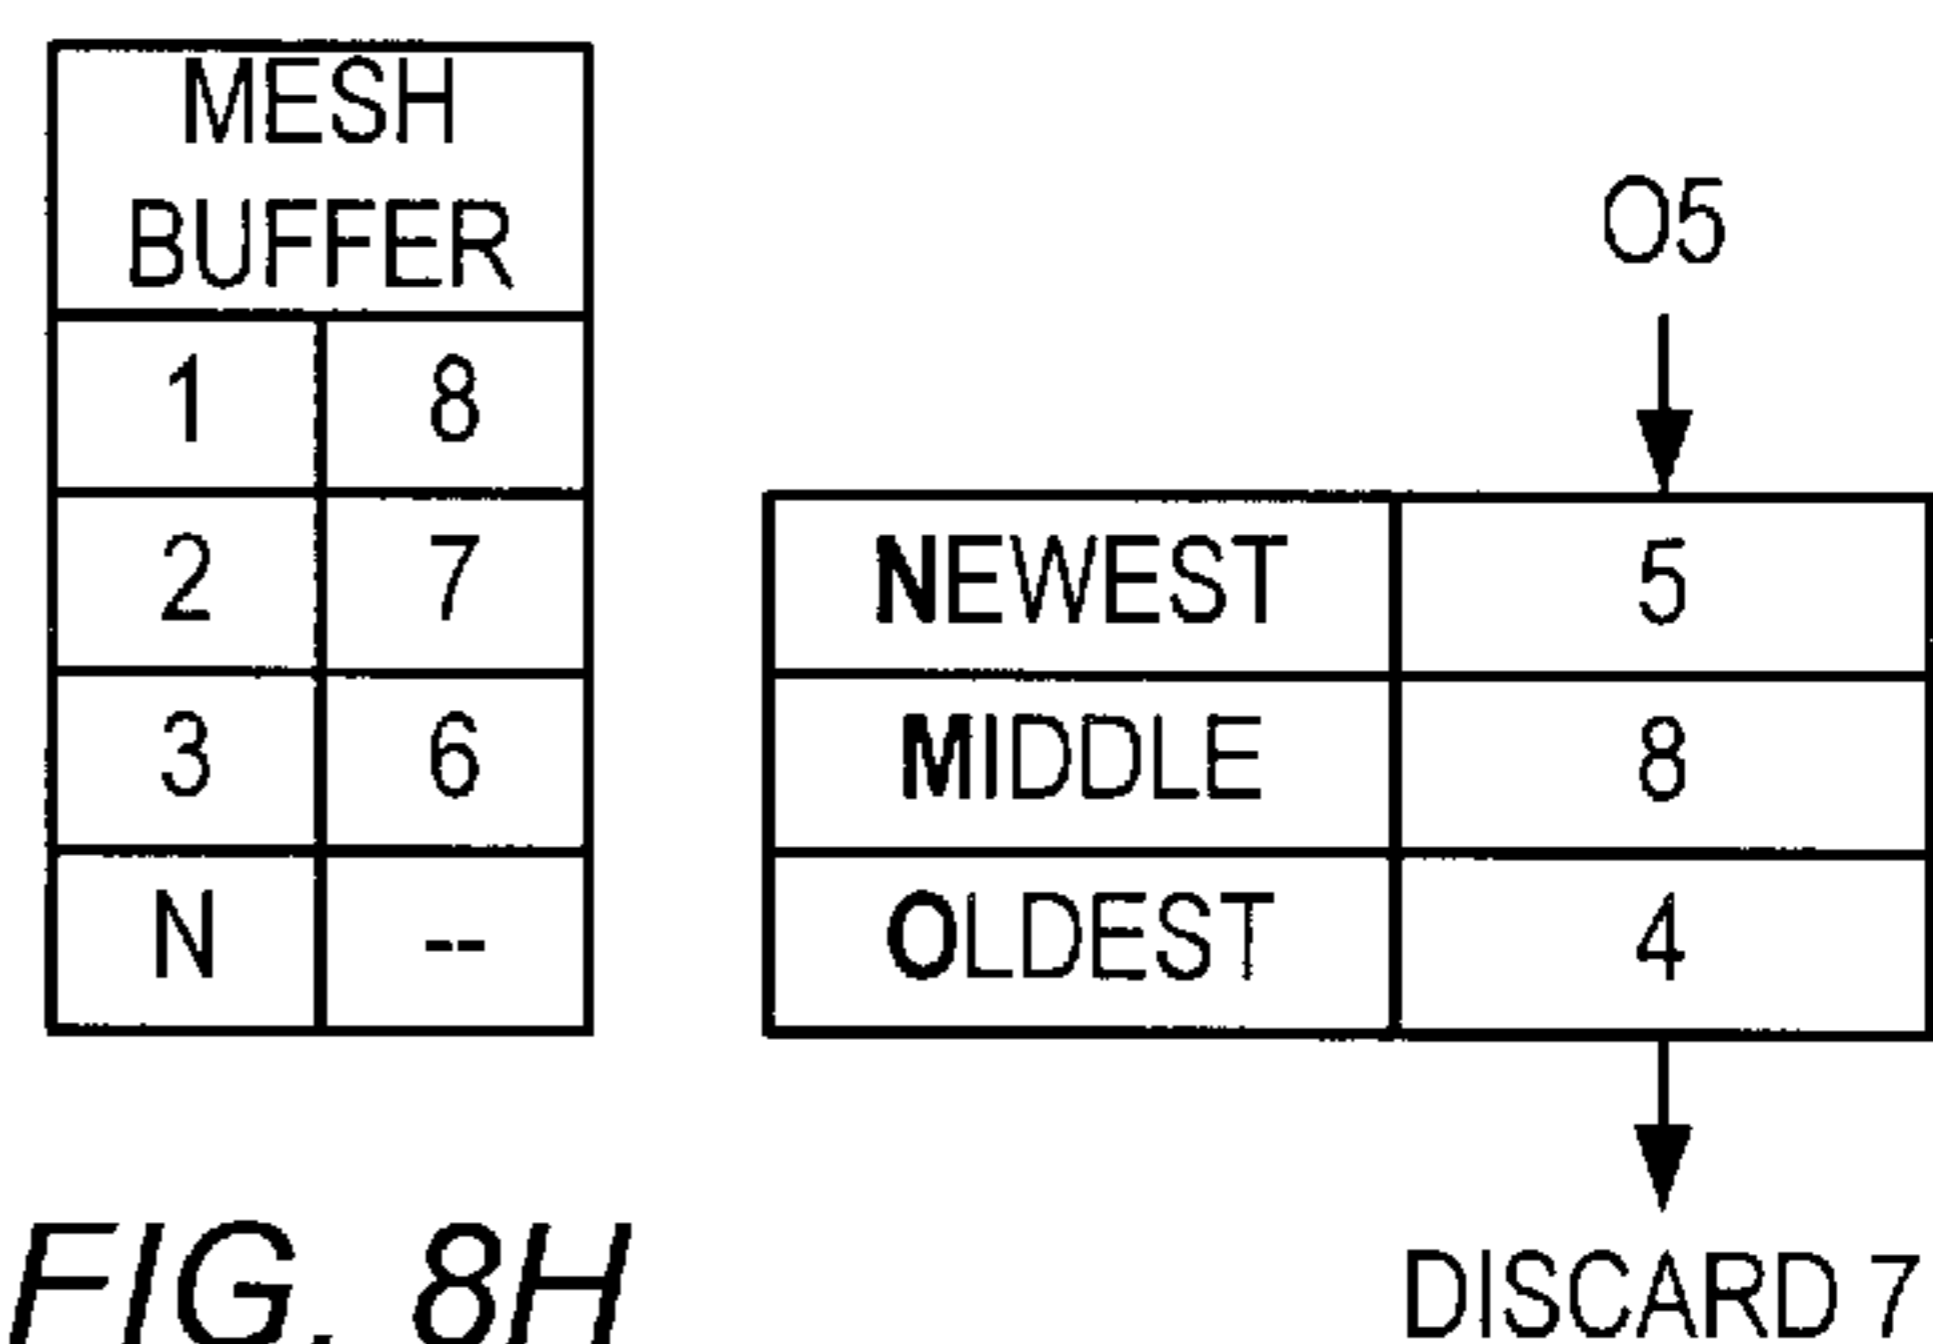 MESH
BUFFER
1 8
2 7
3 6
N --
O5
NEWEST 5
MIDDLE 8
OLDEST 4
DISCARD 7
FIG. 8H